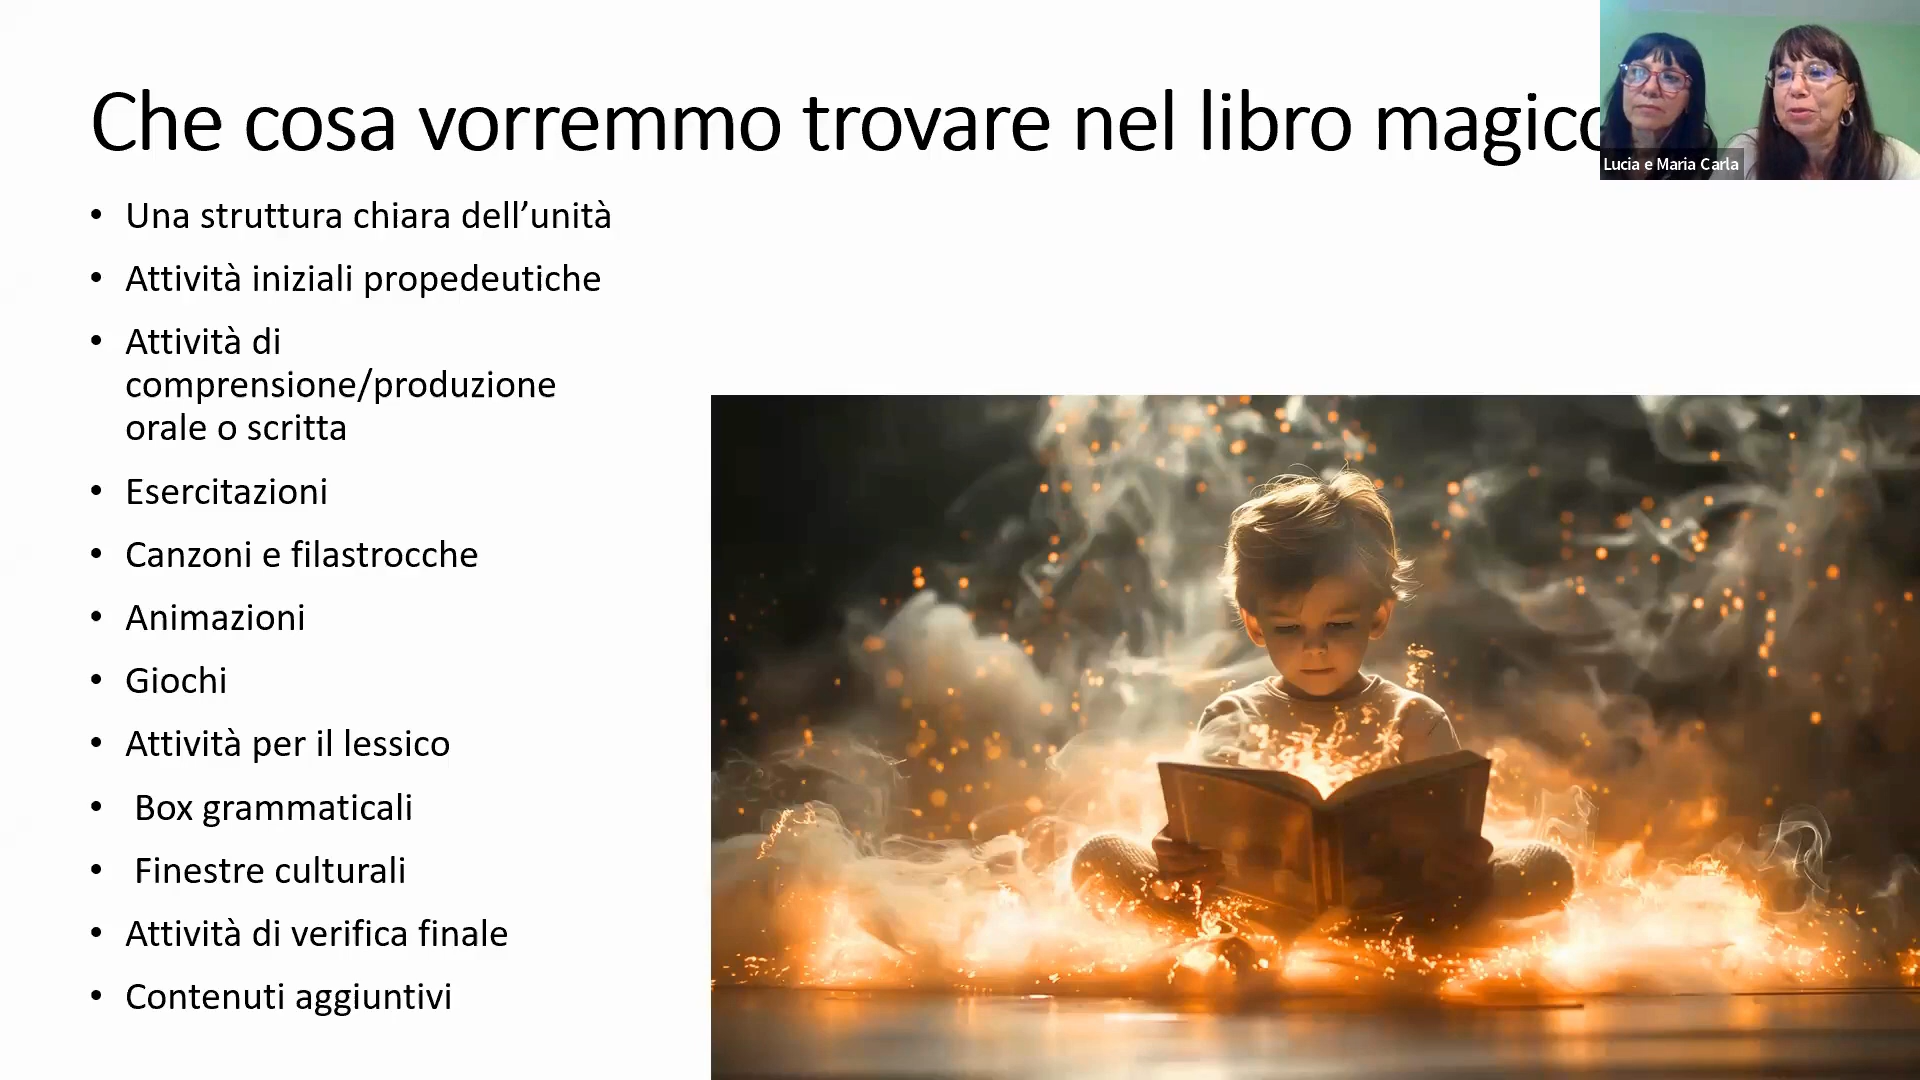 Che cosa vorremmo trovare nel libro magico
Lucia e Maria Carla
• Una struttura chiara dell’unità
• Attività iniziali propedeutiche
• Attività di
comprensione/produzione
orale o scritta
• Esercitazioni
• Canzoni e filastrocche
• Animazioni
• Giochi
• Attività per il lessico
• Box grammaticali
• Finestre culturali
• Attività di verifica finale
• Contenuti aggiuntivi